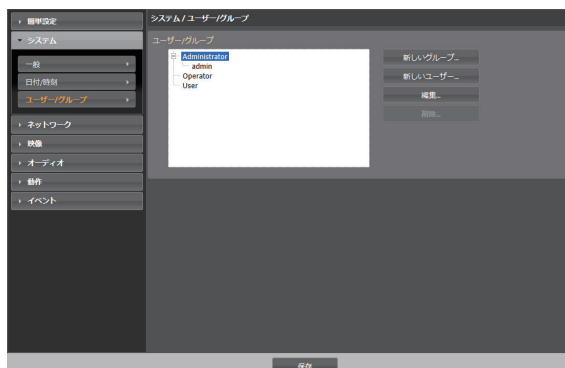 簡単設定
システム
一般
日付/時刻
ユーザー/グループ
ネットワーク
映像
オーディオ
動作
イベント
システム / ユーザー/グループ
ユーザー/グループ
Administrator
admin
Operator
User
新しいグループ...
新しいユーザー...
編集...
削除...
保存